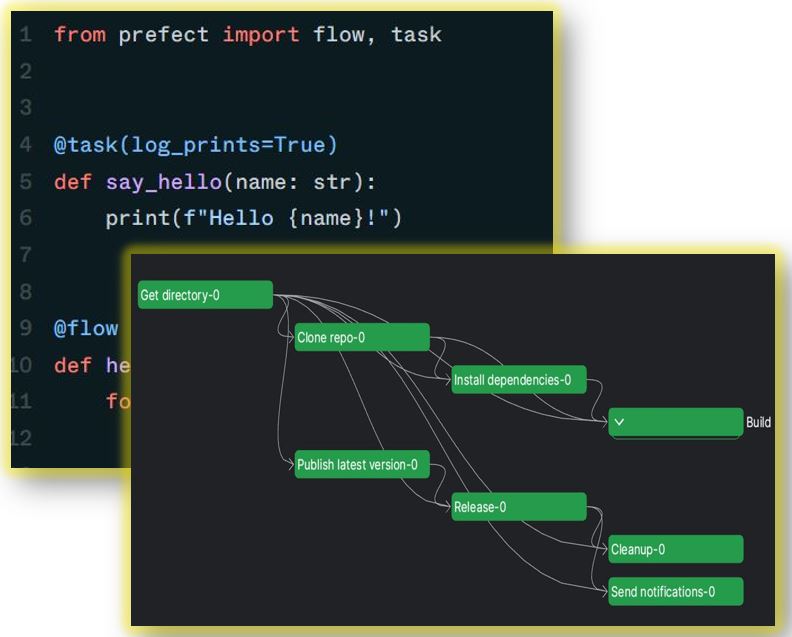 1 from prefect import flow, task
2
3
4 @task(log_prints=True)
5 def say_hello(name: str):
6     print(f"Hello {name}!")
7
8
9 @flow
10 def he
11     fo
12
Get directory-0
Clone repo-0
Install dependencies-0
Build
Publish latest version-0
Release-0
Cleanup-0
Send notifications-0